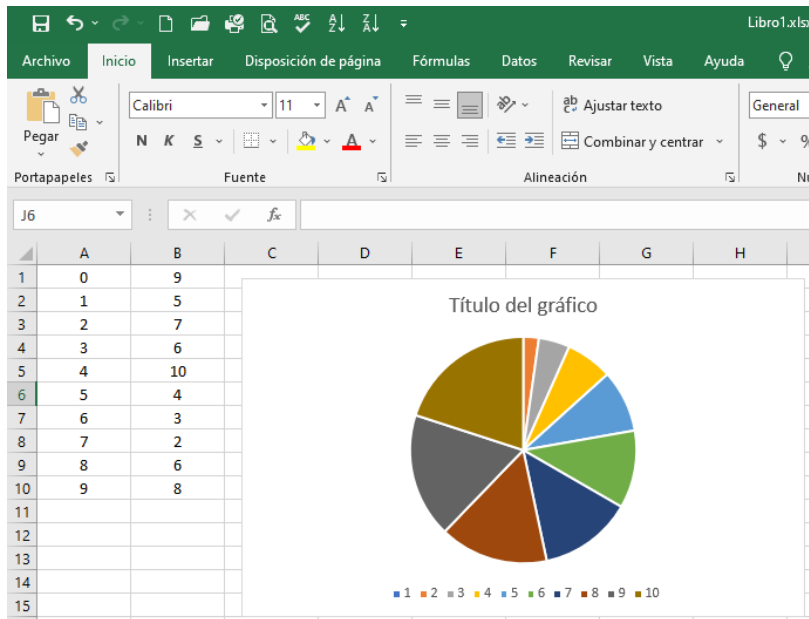 Libro1.xlsx
Archivo Inicio Insertar Disposición de página Fórmulas Datos Revisar Vista Ayuda
Calibri 11 A A ab c Ajustar texto General
Pegar N K S A Combinar y centrar $ %
Portapapeles Fuente Alineación Nú
J6 fx
A B C D E F G H
1 0 9
2 1 5
3 2 7
4 3 6
5 4 10
6 5 4
7 6 3
8 7 2
9 8 6
10 9 8
11
12
13
14
15
Título del gráfico
1 2 3 4 5 6 7 8 9 10